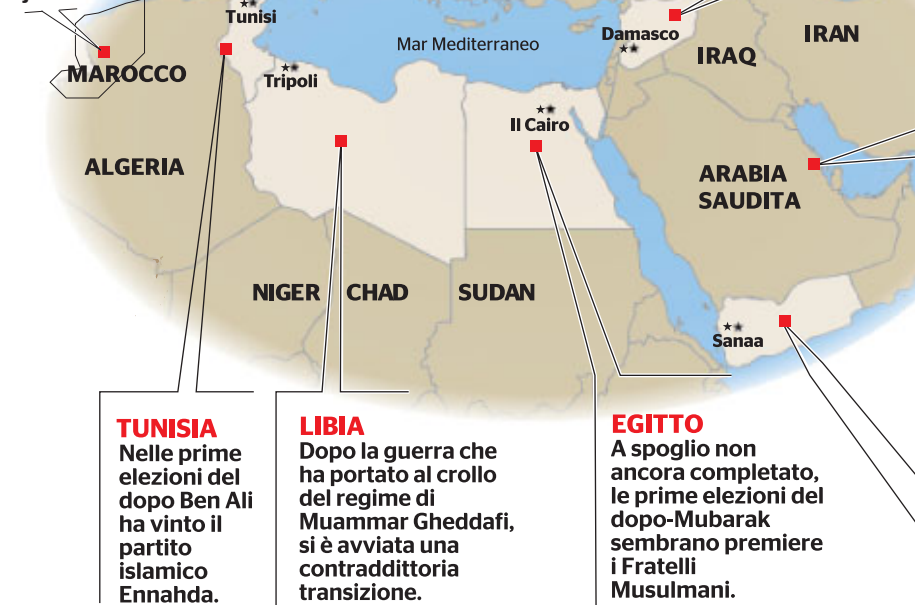 Tunisi
Mar Mediterraneo
Damasco
IRAQ
IRAN
MAROCCO
Tripoli
Il Cairo
ALGERIA
ARABIA
SAUDITA
NIGER
CHAD
SUDAN
Sanaa
TUNISIA
Nelle prime
elezioni del
dopo Ben Ali
ha vinto il
partito
islamico
Ennahda.
LIBIA
Dopo la guerra che
ha portato al crollo
del regime di
Muammar Gheddafi,
si è avviata una
contraddittoria
transizione.
EGITTO
A spoglio non
ancora completato,
le prime elezioni del
dopo-Mubarak
sembrano premiere
i Fratelli
Musulmani.